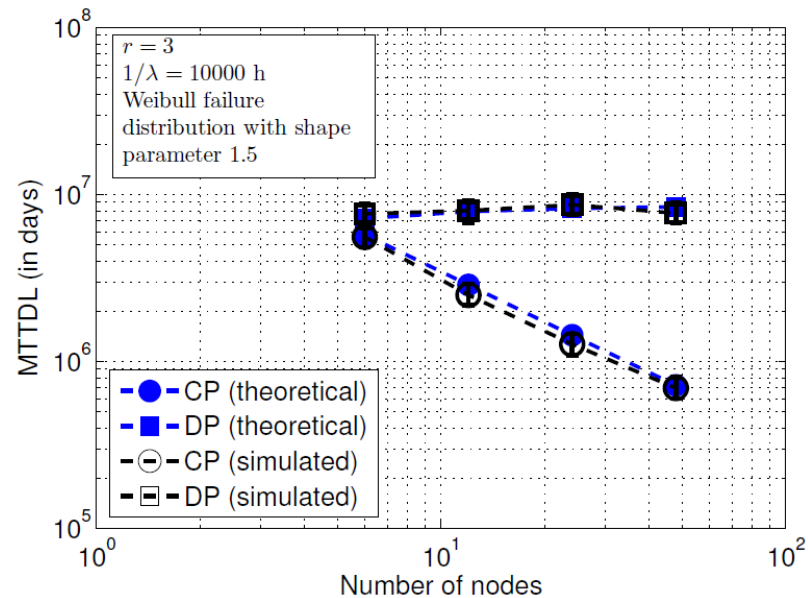 10^8
r = 3
1/λ = 10000 h
Weibull failure
distribution with shape
parameter 1.5
10^7
MTTDL (in days)
10^6
CP (theoretical)
DP (theoretical)
CP (simulated)
DP (simulated)
10^5
10^0
10^1
10^2
Number of nodes